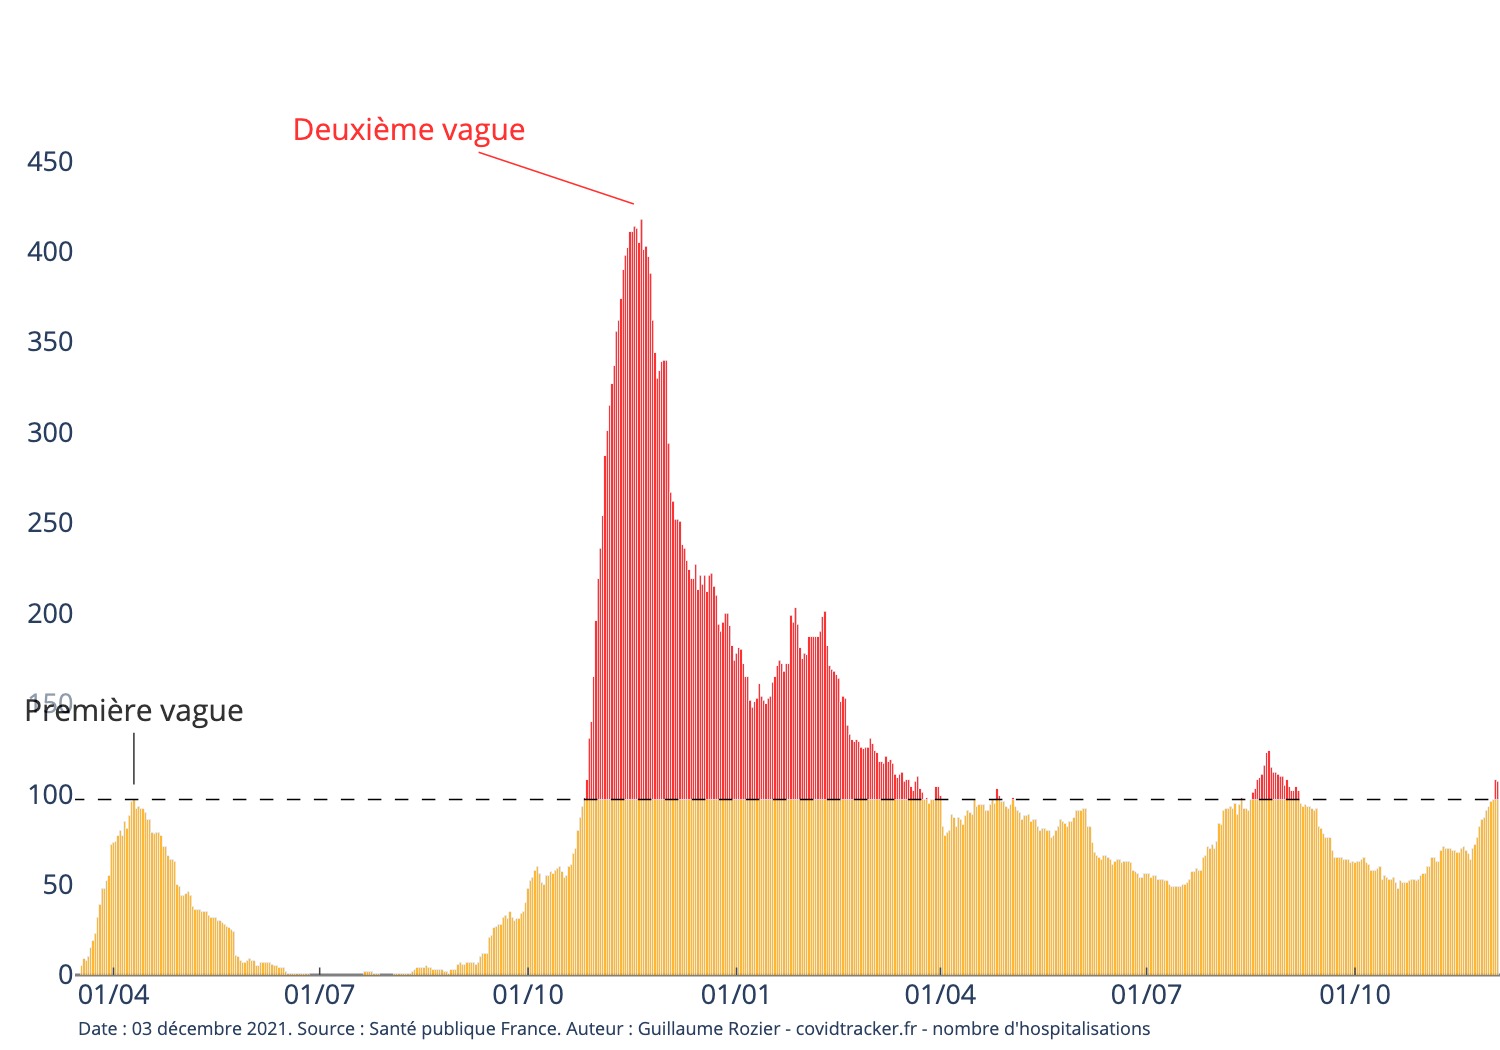 Deuxième vague
450
400
350
300
250
200
150
Première vague
100
50
0
01/04 01/07 01/10 01/01 01/04 01/07 01/10
Date : 03 décembre 2021. Source : Santé publique France. Auteur : Guillaume Rozier - covidtracker.fr - nombre d'hospitalisations